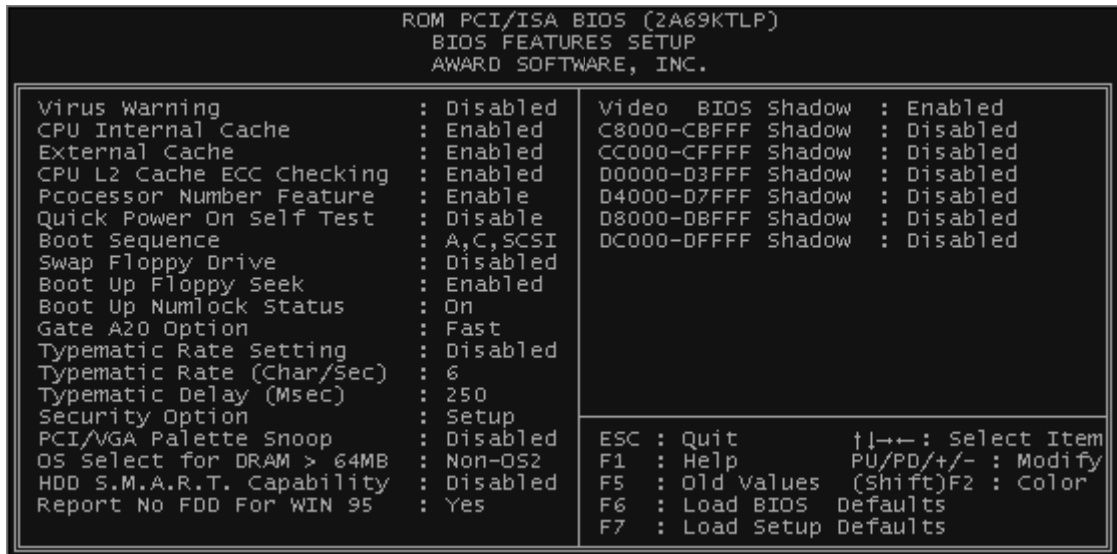 ROM PCI/ISA BIOS (2A69KTLP)
BIOS FEATURES SETUP
AWARD SOFTWARE, INC.
Virus Warning : Disabled
CPU Internal Cache : Enabled
External Cache : Enabled
CPU L2 Cache ECC Checking : Enabled
Pcocessor Number Feature : Enable
Quick Power On Self Test : Disable
Boot Sequence : A,C,SCSI
Swap Floppy Drive : Disabled
Boot Up Floppy Seek : Enabled
Boot Up Numlock Status : On
Gate A20 Option : Fast
Typematic Rate Setting : Disabled
Typematic Rate (Char/Sec) : 6
Typematic Delay (Msec) : 250
Security Option : Setup
PCI/VGA Palette Snoop : Disabled
OS Select for DRAM > 64MB : Non-OS2
HDD S.M.A.R.T. Capability : Disabled
Report No FDD For WIN 95 : Yes
Video BIOS Shadow : Enabled
C8000-CBFFF Shadow : Disabled
CC000-CFFFF Shadow : Disabled
D0000-D3FFF Shadow : Disabled
D4000-D7FFF Shadow : Disabled
D8000-DBFFF Shadow : Disabled
DC000-DFFFF Shadow : Disabled
ESC : Quit ↑↓→← : Select Item
F1 : Help PU/PD/+/- : Modify
F5 : Old Values (Shift)F2 : Color
F6 : Load BIOS Defaults
F7 : Load Setup Defaults